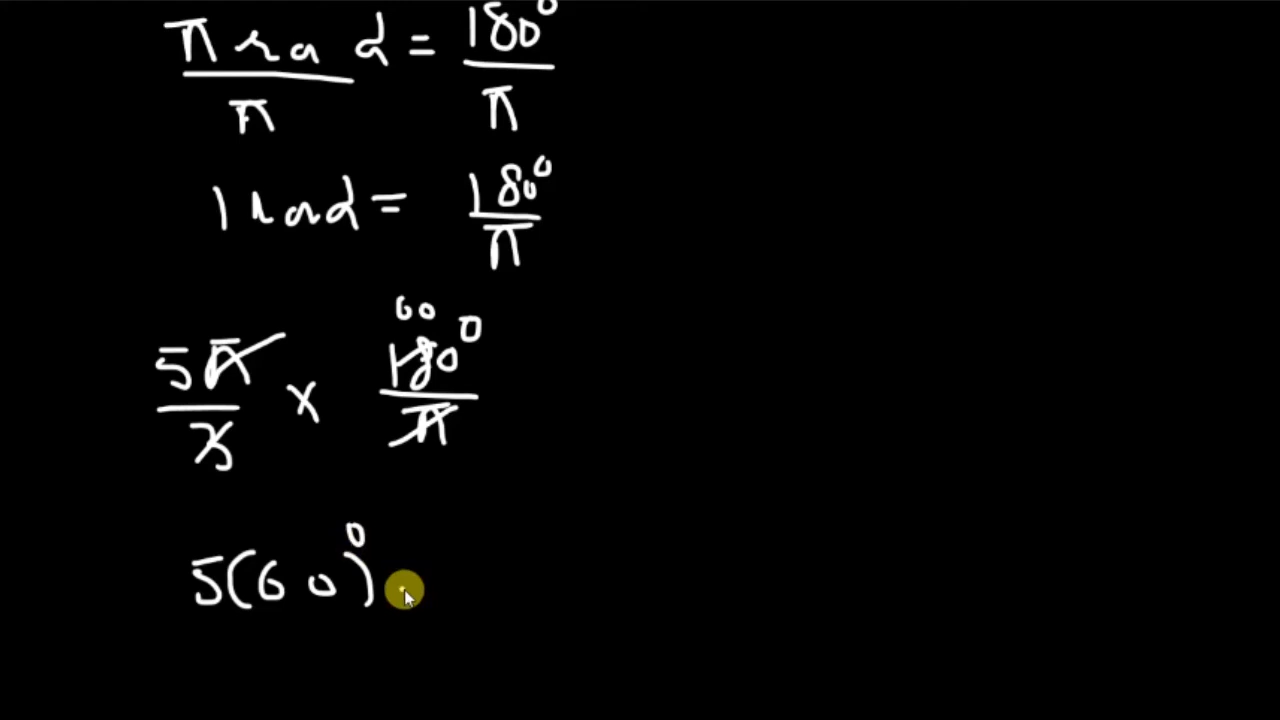 π rad = 180°
π π
1 rad = 180°
π
60
5π × 180°
3 π
5(60)°